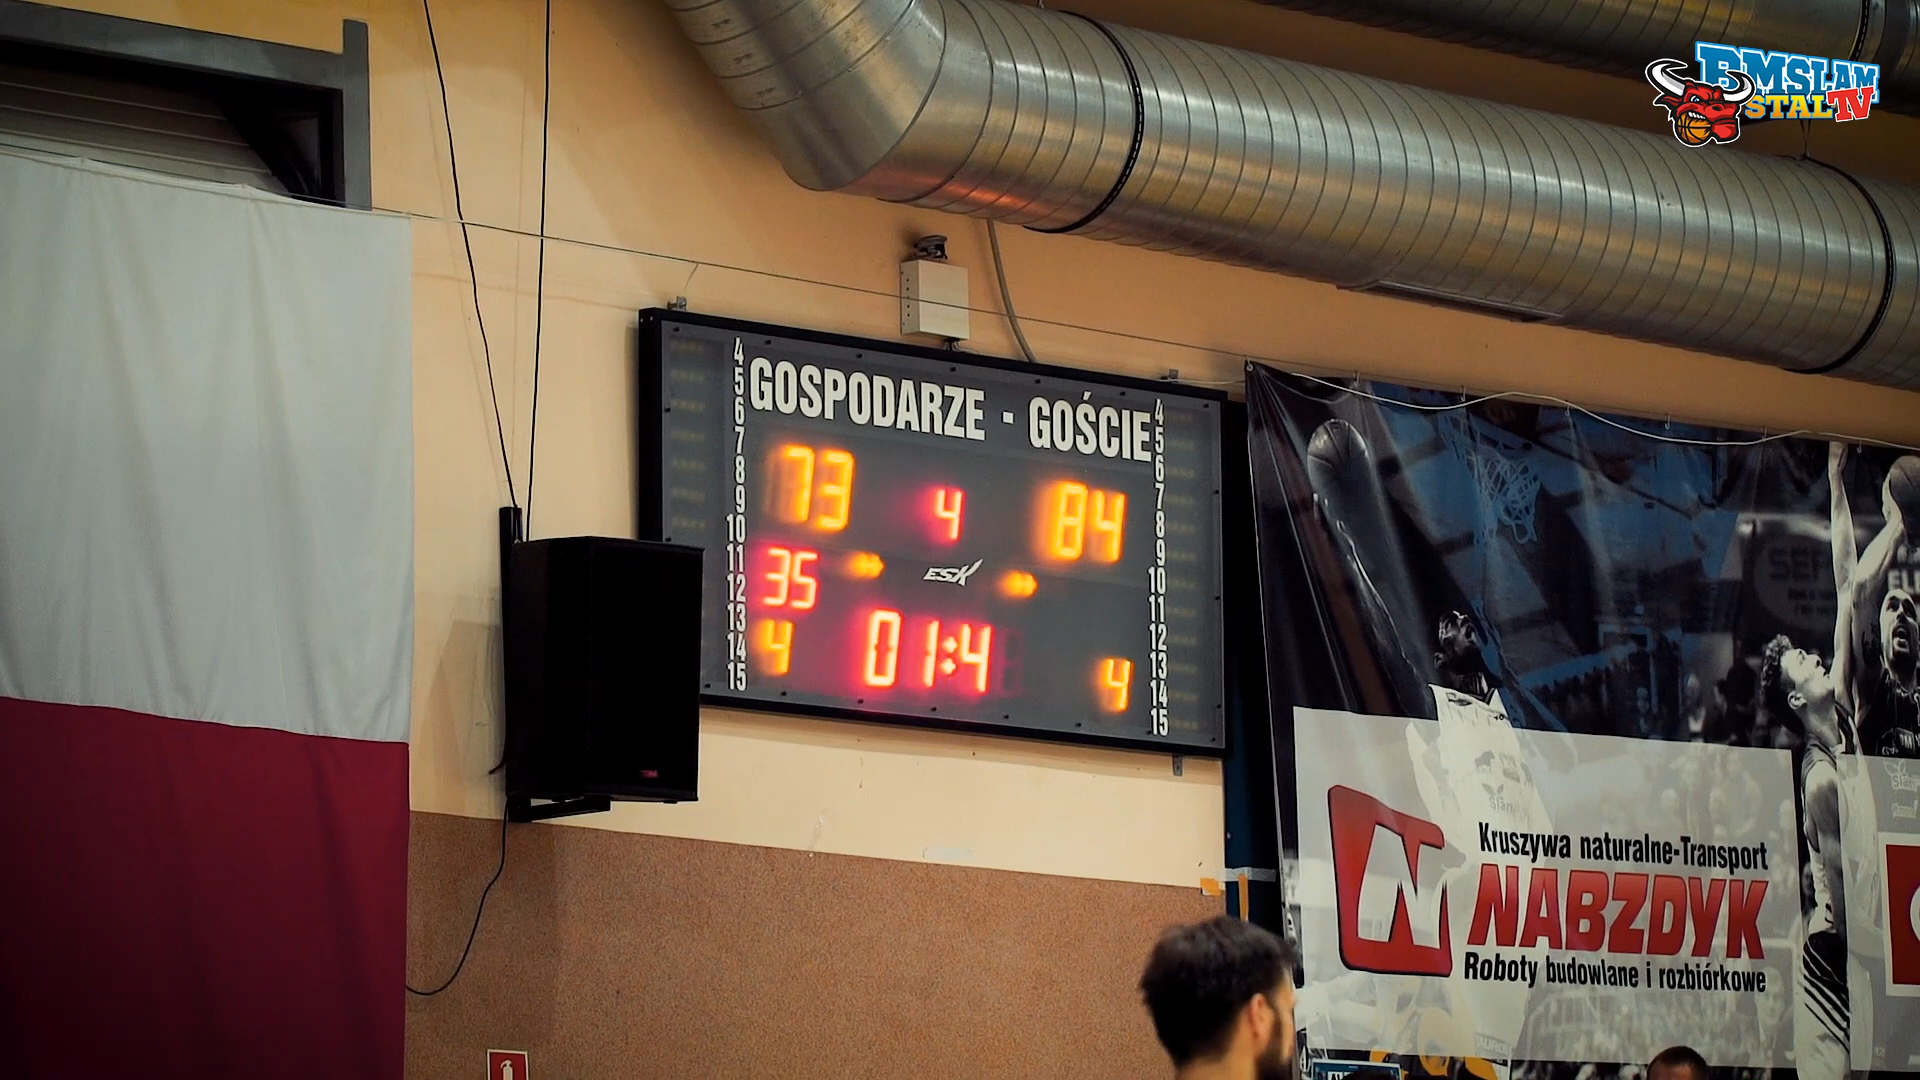 BMSLAM
STAL TV
GOSPODARZE - GOŚCIE
4 4
5 5
6 6
7 7
8 8
9 9
10 10
11 11
12 12
13 13
14 14
15 15
73 4 84
35
ESK
4 01:4 4
Kruszywa naturalne-Transport
NABZDYK
Roboty budowlane i rozbiórkowe